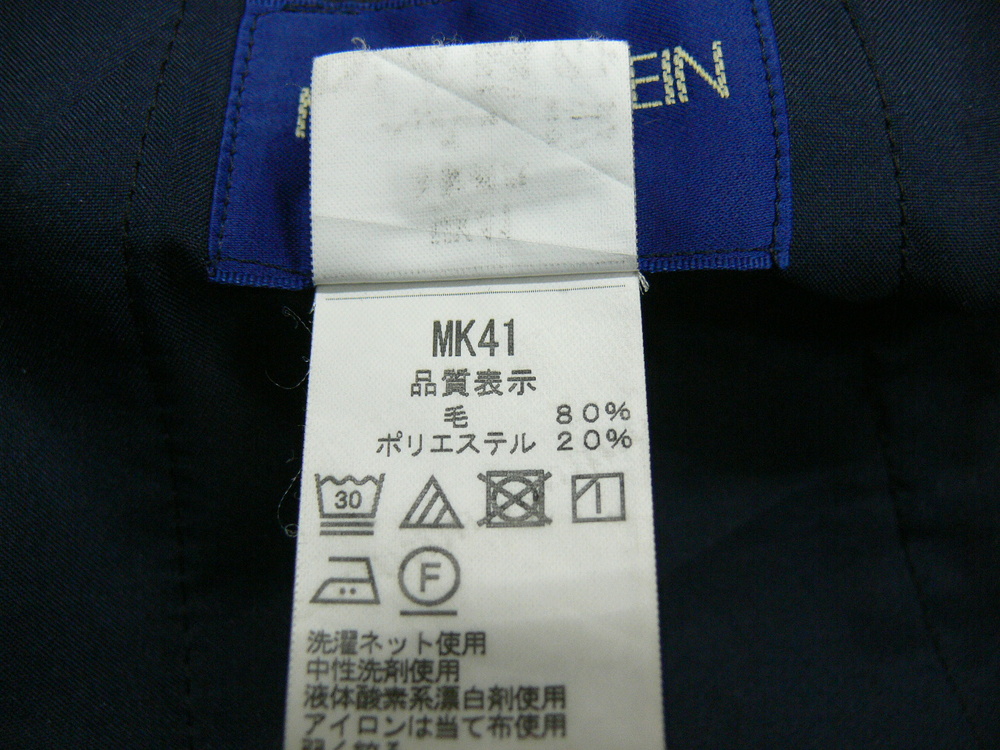 EIN
MK41
MK41
品質表示
毛 80%
ポリエステル 20%
30
F
洗濯ネット使用
中性洗剤使用
液体酸素系漂白剤使用
アイロンは当て布使用